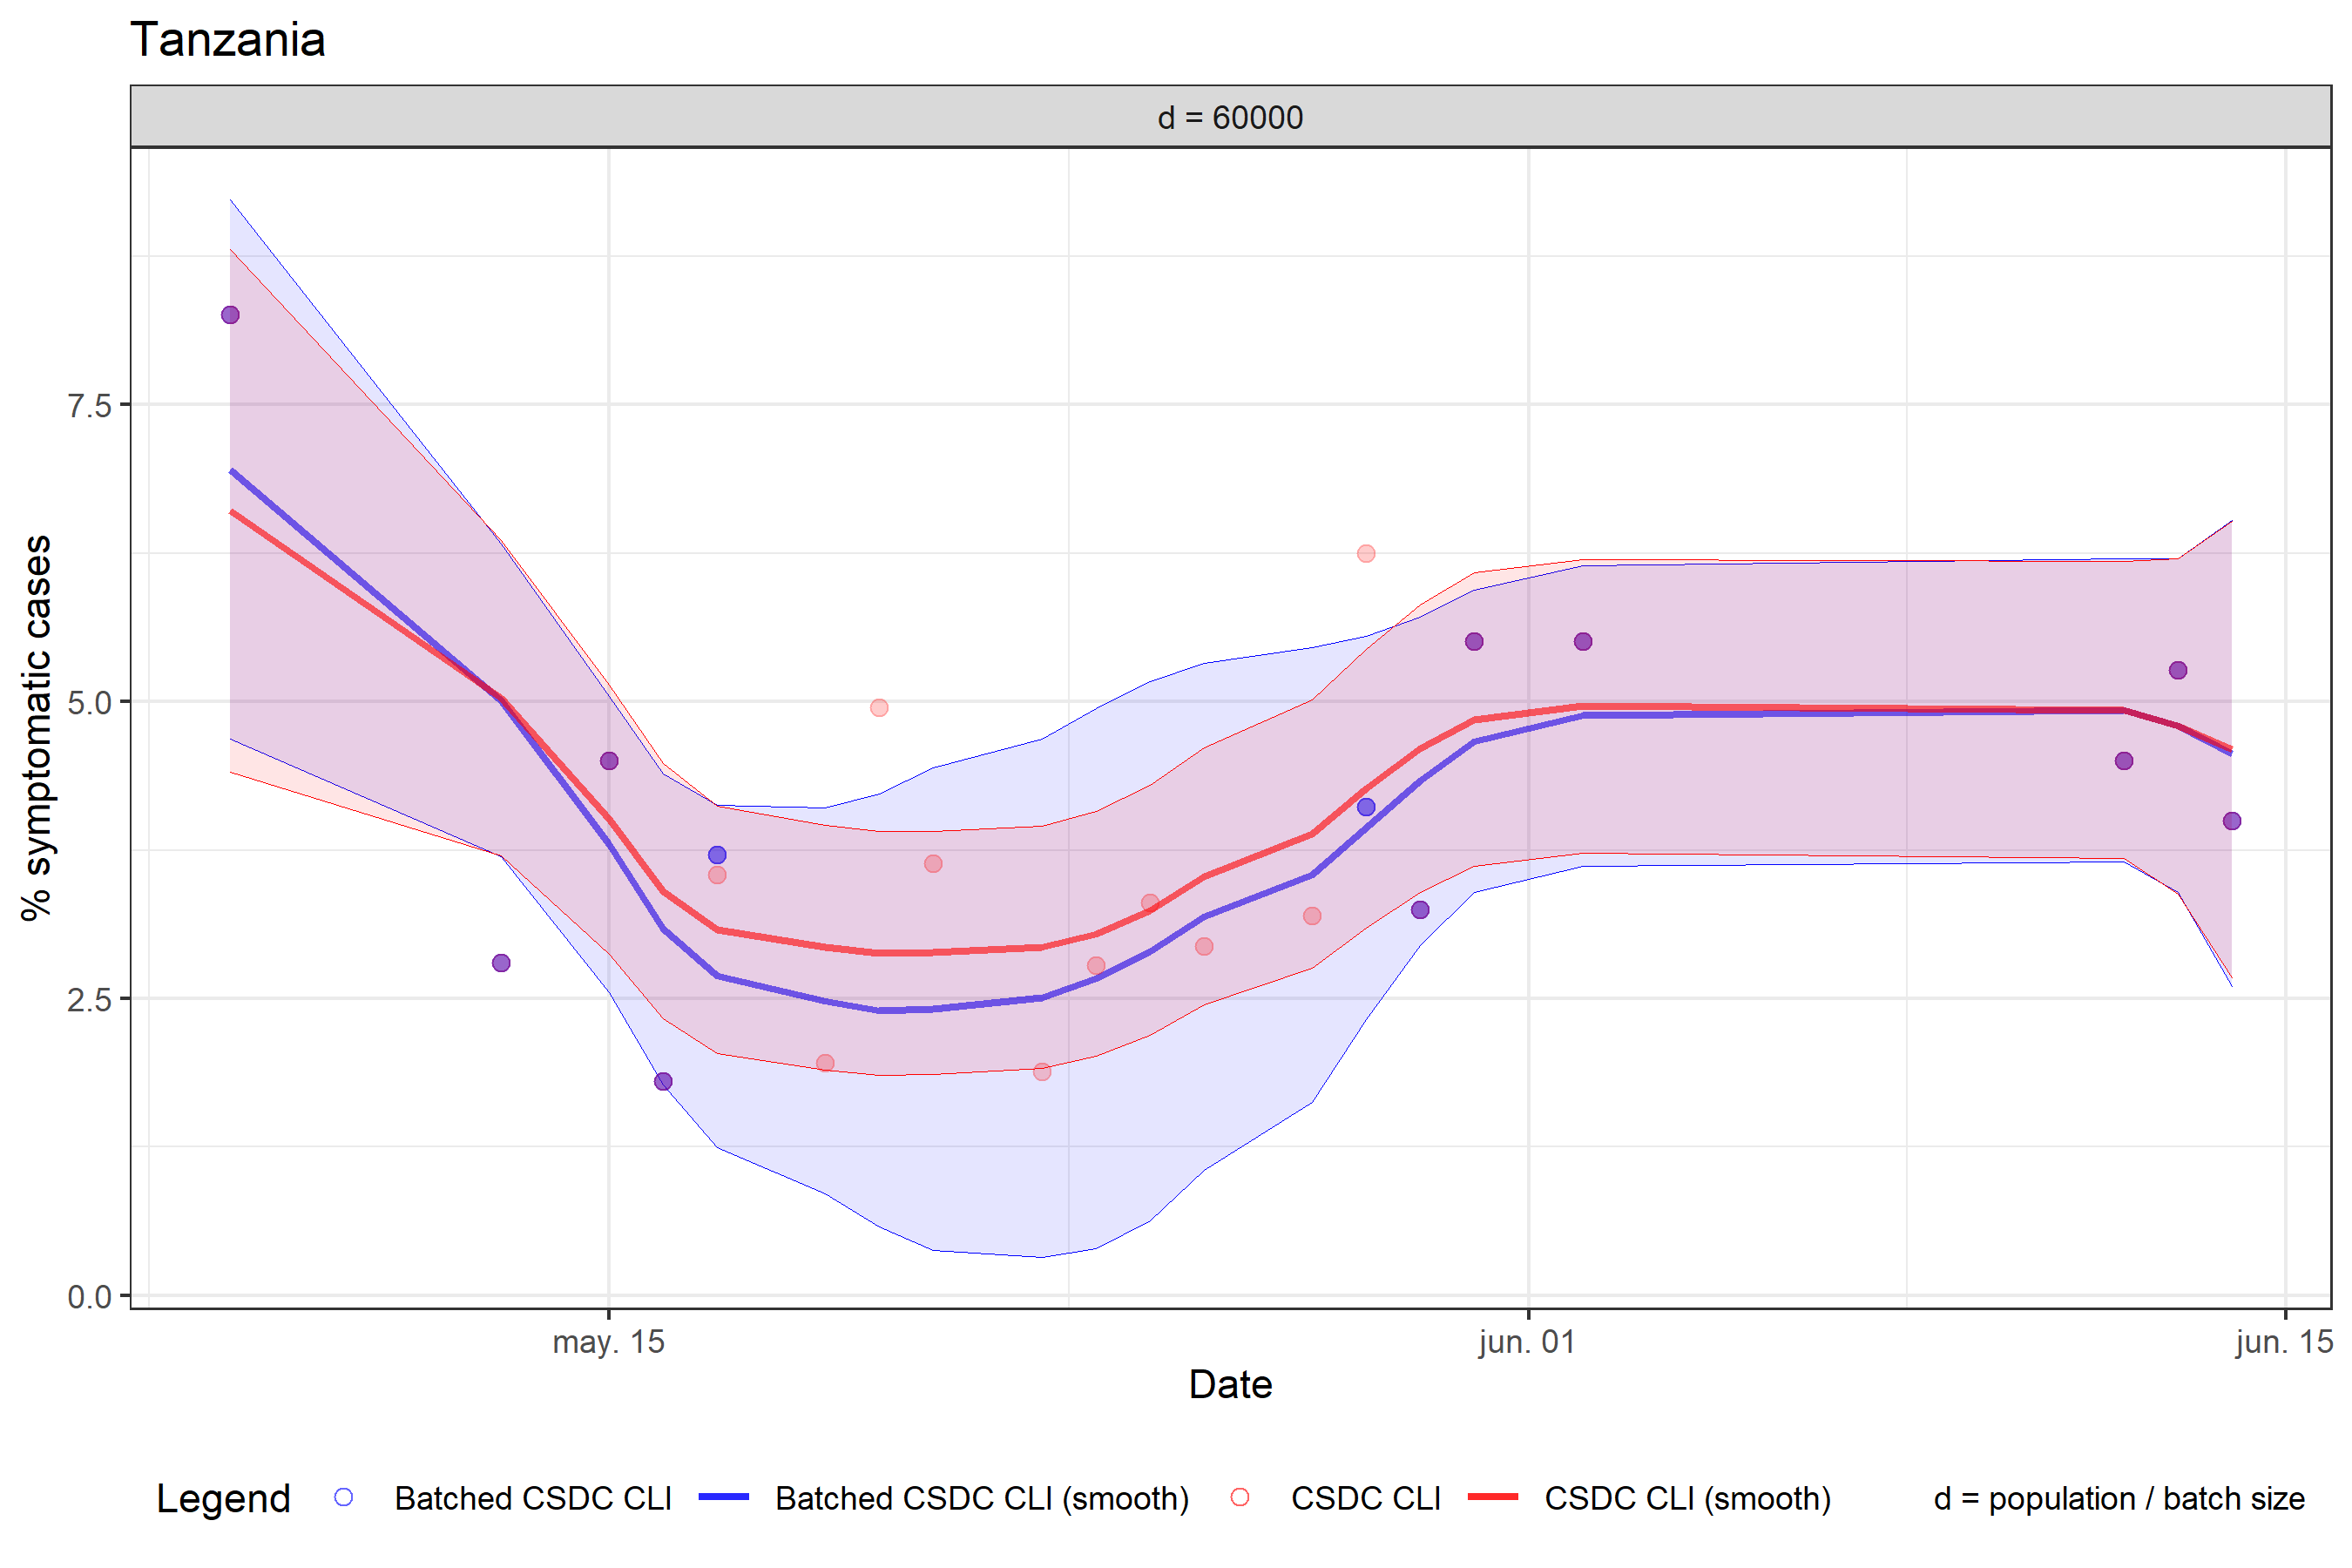 Tanzania
d = 60000
% symptomatic cases
7.5
5.0
2.5
0.0
may. 15
jun. 01
jun. 15
Date
Legend
Batched CSDC CLI
Batched CSDC CLI (smooth)
CSDC CLI
CSDC CLI (smooth)
d = population / batch size